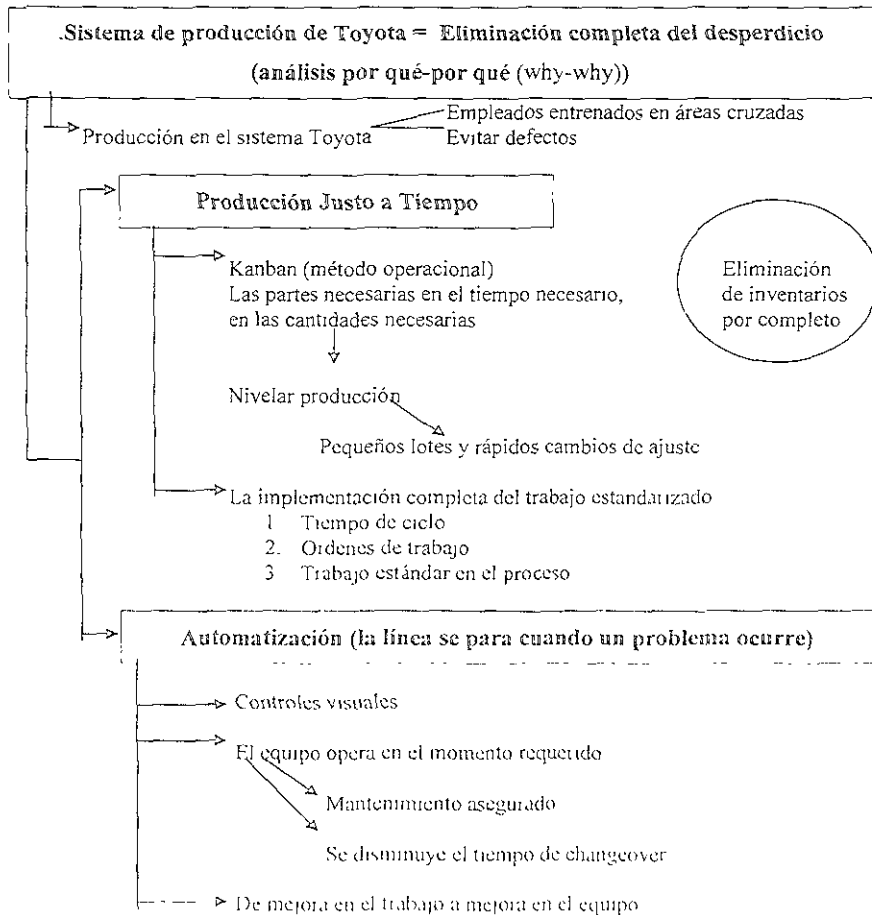 .Sistema de producción de Toyota = Eliminación completa del desperdicio
(análisis por qué-por qué (why-why))
Producción en el sistema Toyota
Empleados entrenados en áreas cruzadas
Evitar defectos
Producción Justo a Tiempo
Kanban (método operacional)
Las partes necesarias en el tiempo necesario,
en las cantidades necesarias
Eliminación
de inventarios
por completo
Nivelar producción
Pequeños lotes y rápidos cambios de ajuste
La implementación completa del trabajo estandarizado
1 Tiempo de ciclo
2. Ordenes de trabajo
3 Trabajo estándar en el proceso
Automatización (la línea se para cuando un problema ocurre)
Controles visuales
El equipo opera en el momento requerido
Mantenimiento asegurado
Se disminuye el tiempo de changeover
De mejora en el trabajo a mejora en el equipo